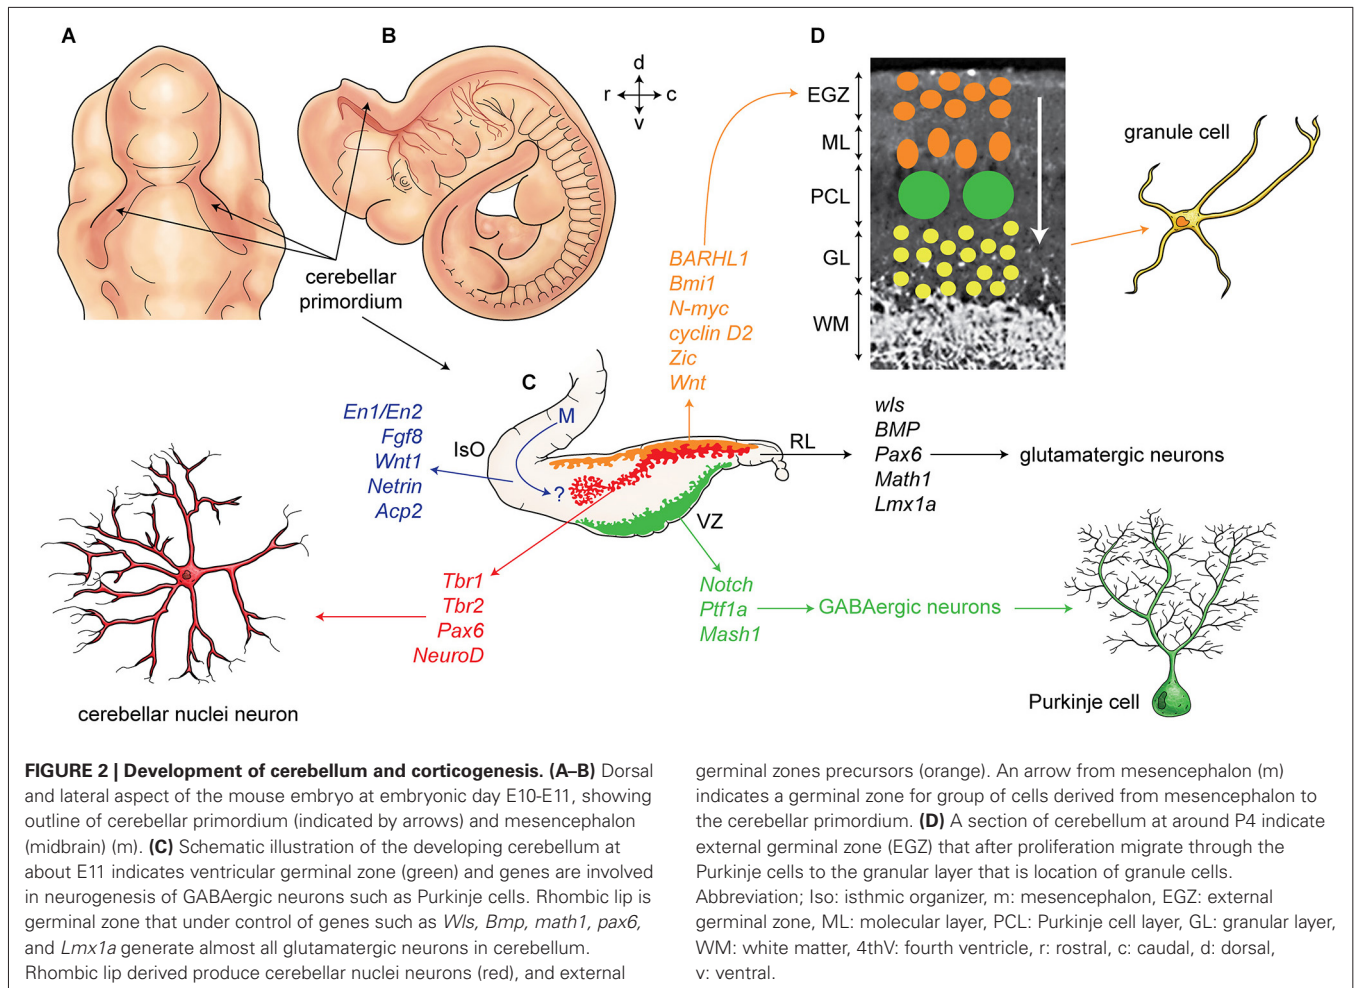 A
B
d
r
c
v
cerebellar
primordium
D
EGZ
ML
PCL
GL
WM
granule cell
BARHL1
Bmi1
N-myc
cyclin D2
Zic
Wnt
C
M
IsO
?
RL
VZ
En1/En2
Fgf8
Wnt1
Netrin
Acp2
wls
BMP
Pax6
Math1
Lmx1a
glutamatergic neurons
Tbr1
Tbr2
Pax6
NeuroD
cerebellar nuclei neuron
Notch
Ptf1a
Mash1
GABAergic neurons
Purkinje cell
FIGURE 2 | Development of cerebellum and corticogenesis. (A–B) Dorsal
and lateral aspect of the mouse embryo at embryonic day E10-E11, showing
outline of cerebellar primordium (indicated by arrows) and mesencephalon
(midbrain) (m). (C) Schematic illustration of the developing cerebellum at
about E11 indicates ventricular germinal zone (green) and genes are involved
in neurogenesis of GABAergic neurons such as Purkinje cells. Rhombic lip is
germinal zone that under control of genes such as Wls, Bmp, math1, pax6,
and Lmx1a generate almost all glutamatergic neurons in cerebellum.
Rhombic lip derived produce cerebellar nuclei neurons (red), and external
germinal zones precursors (orange). An arrow from mesencephalon (m)
indicates a germinal zone for group of cells derived from mesencephalon to
the cerebellar primordium. (D) A section of cerebellum at around P4 indicate
external germinal zone (EGZ) that after proliferation migrate through the
Purkinje cells to the granular layer that is location of granule cells.
Abbreviation; Iso: isthmic organizer, m: mesencephalon, EGZ: external
germinal zone, ML: molecular layer, PCL: Purkinje cell layer, GL: granular layer,
WM: white matter, 4thV: fourth ventricle, r: rostral, c: caudal, d: dorsal,
v: ventral.